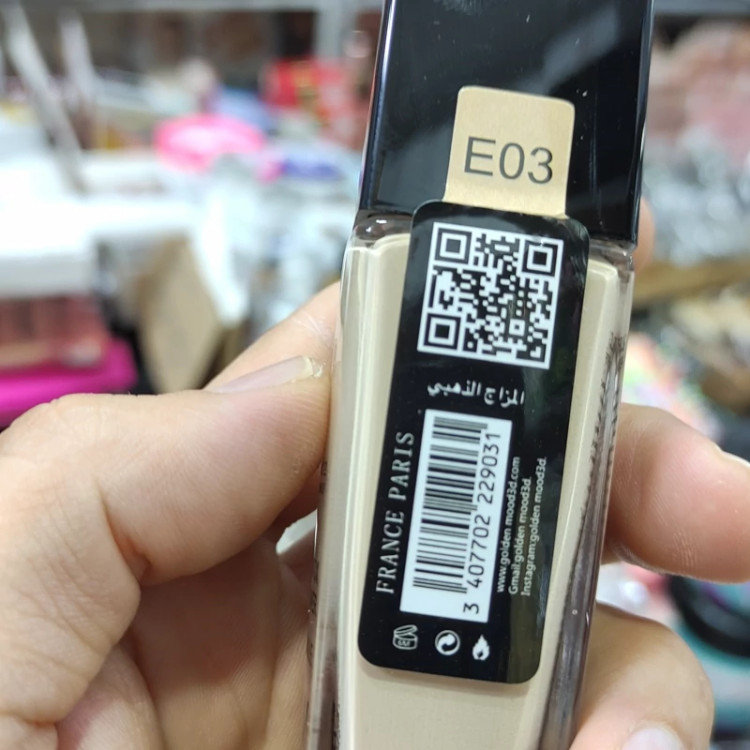 E03
المزاج الذهبي
FRANCE PARIS
3 407702 229031
www.golden mood3d.com
Gmail:golden mood3d.
Instagram:golden mood3d.